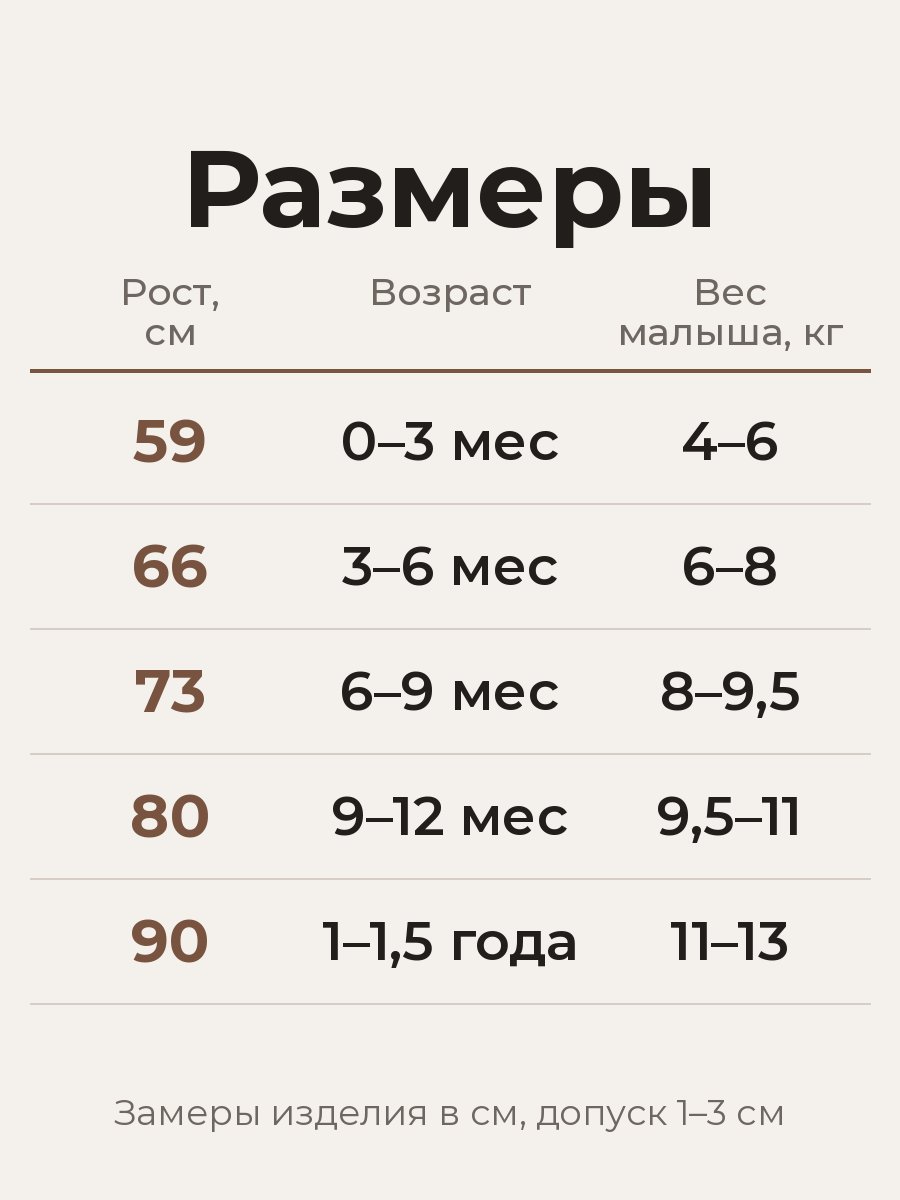 Размеры
Рост, Возраст Вес
см малыша, кг
59 0–3 мес 4–6
66 3–6 мес 6–8
73 6–9 мес 8–9,5
80 9–12 мес 9,5–11
90 1–1,5 года 11–13
Замеры изделия в см, допуск 1–3 см